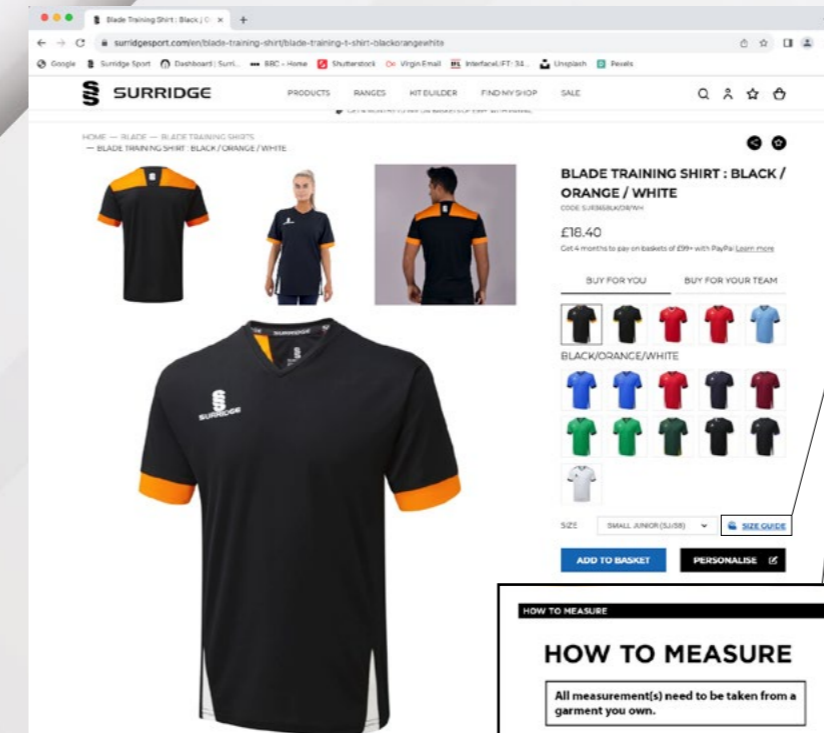 Blade Training Shirt : Black
surridgesport.com/en/blade-training-shirt/blade-training-t-shirt-blackorangewhite
Google Surridge Sport Dashboard | Surri... BBC - Home Shutterstock Virgin Email Interface Unsplash Pexels
SURRIDGE
PRODUCTS RANGES KIT BUILDER FIND MY SHOP SALE
HOME — BLADE — BLADE TRAINING SHIRTS
— BLADE TRAINING SHIRT : BLACK / ORANGE / WHITE
BLADE TRAINING SHIRT : BLACK /
ORANGE / WHITE
£18.40
Get 4 months to pay on baskets of £99+ with PayPal Learn more
BUY FOR YOU BUY FOR YOUR TEAM
BLACK/ORANGE/WHITE
SURRIDGE
SURRIDGE
SIZE SMALL JUNIOR (SJ/SB) SIZE GUIDE
ADD TO BASKET PERSONALISE
HOW TO MEASURE
HOW TO MEASURE
All measurement(s) need to be taken from a
garment you own.